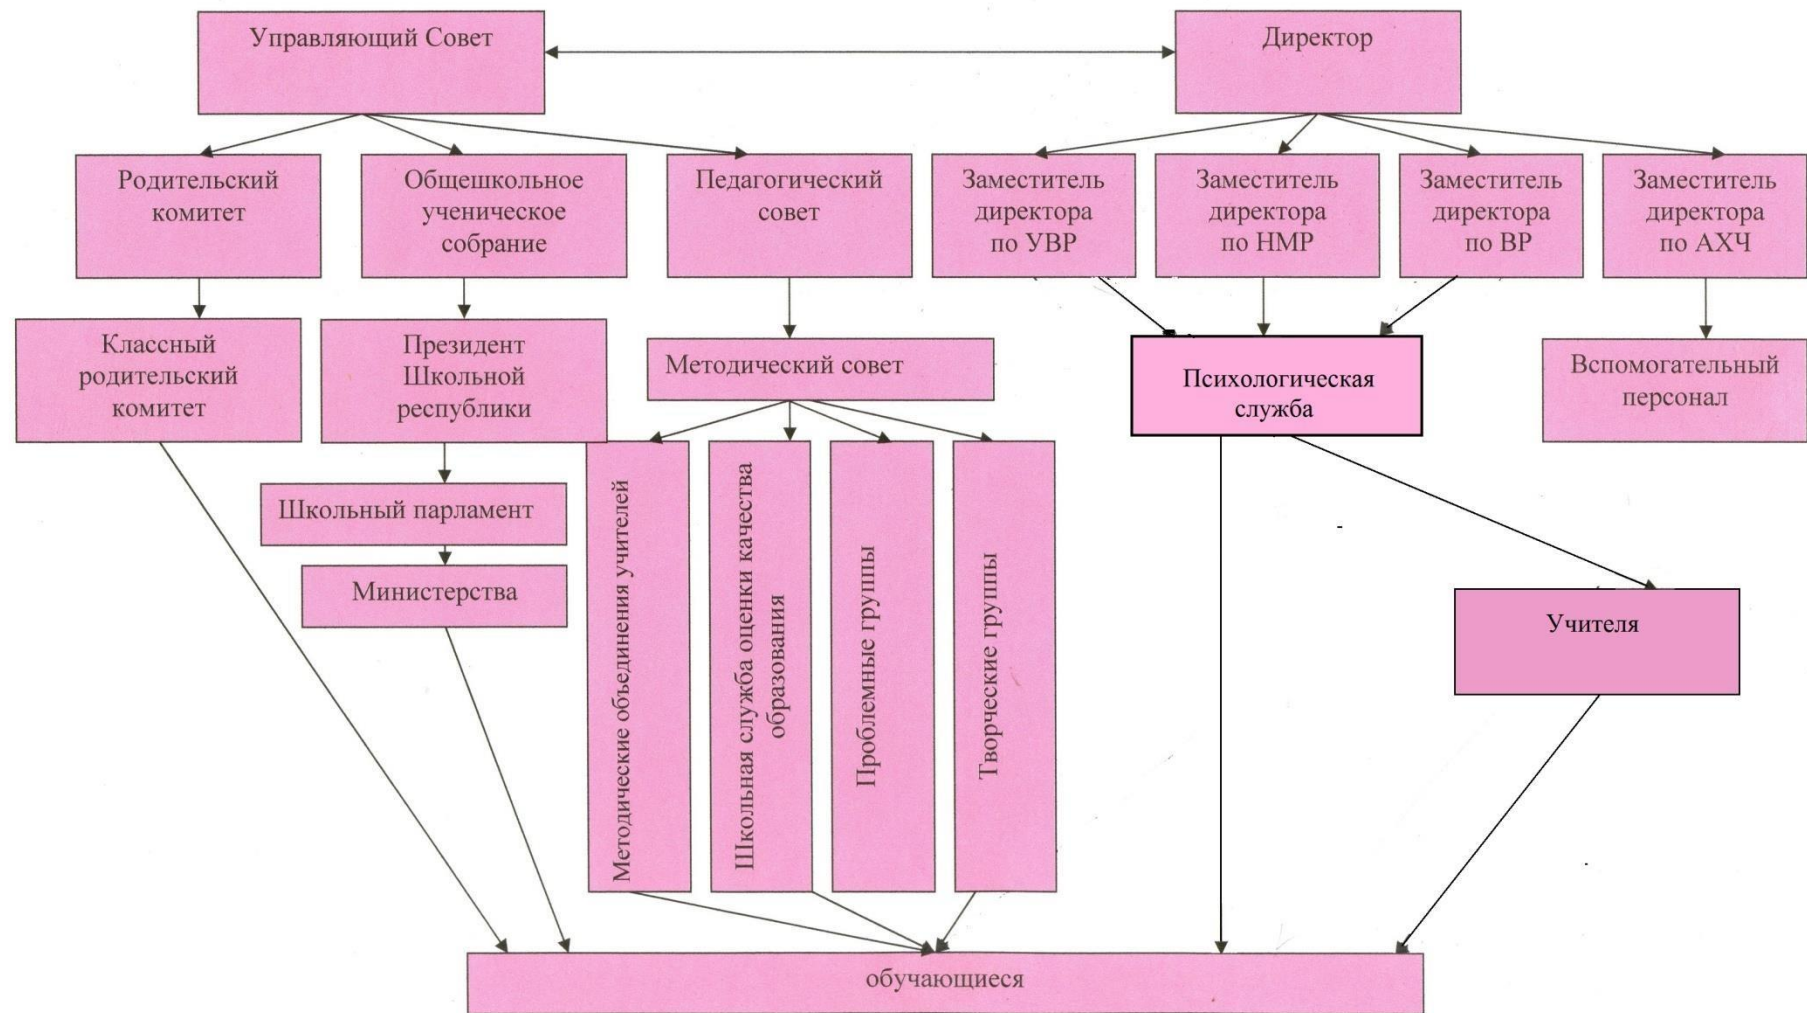 Управляющий Совет
Директор
Родительский
комитет
Общешкольное
ученическое
собрание
Педагогический
совет
Заместитель
директора
по УВР
Заместитель
директора
по НМР
Заместитель
директора
по ВР
Заместитель
директора
по АХЧ
Классный
родительский
комитет
Президент
Школьной
республики
Методический совет
Психологическая
служба
Вспомогательный
персонал
Школьный парламент
Министерства
Методические объединения учителей
Школьная служба оценки качества
образования
Проблемные группы
Творческие группы
Учителя
обучающиеся